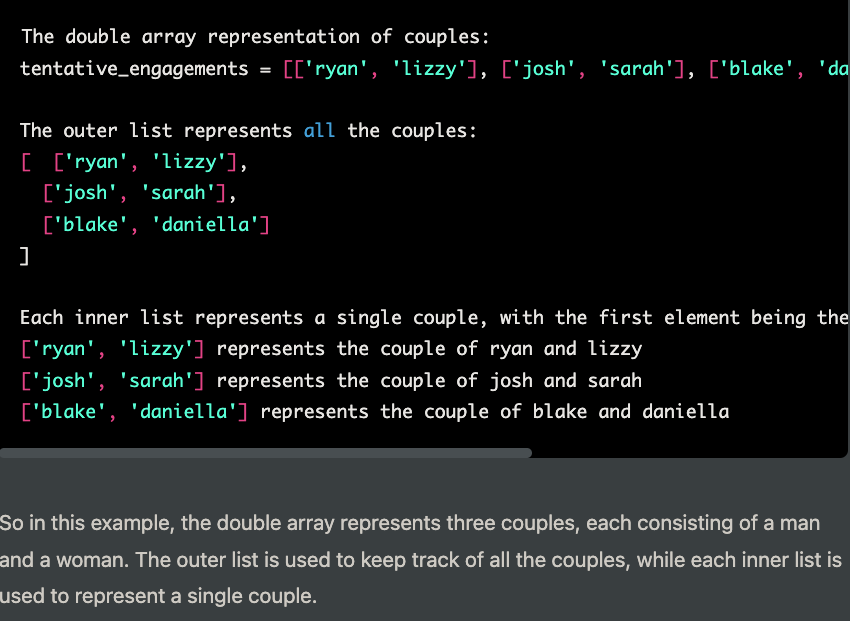 The double array representation of couples:
tentative_engagements = [['ryan', 'lizzy'], ['josh', 'sarah'], ['blake', 'da
The outer list represents all the couples:
[  ['ryan', 'lizzy'],
  ['josh', 'sarah'],
  ['blake', 'daniella']
]
Each inner list represents a single couple, with the first element being the
['ryan', 'lizzy'] represents the couple of ryan and lizzy
['josh', 'sarah'] represents the couple of josh and sarah
['blake', 'daniella'] represents the couple of blake and daniella
So in this example, the double array represents three couples, each consisting of a man
and a woman. The outer list is used to keep track of all the couples, while each inner list is
used to represent a single couple.